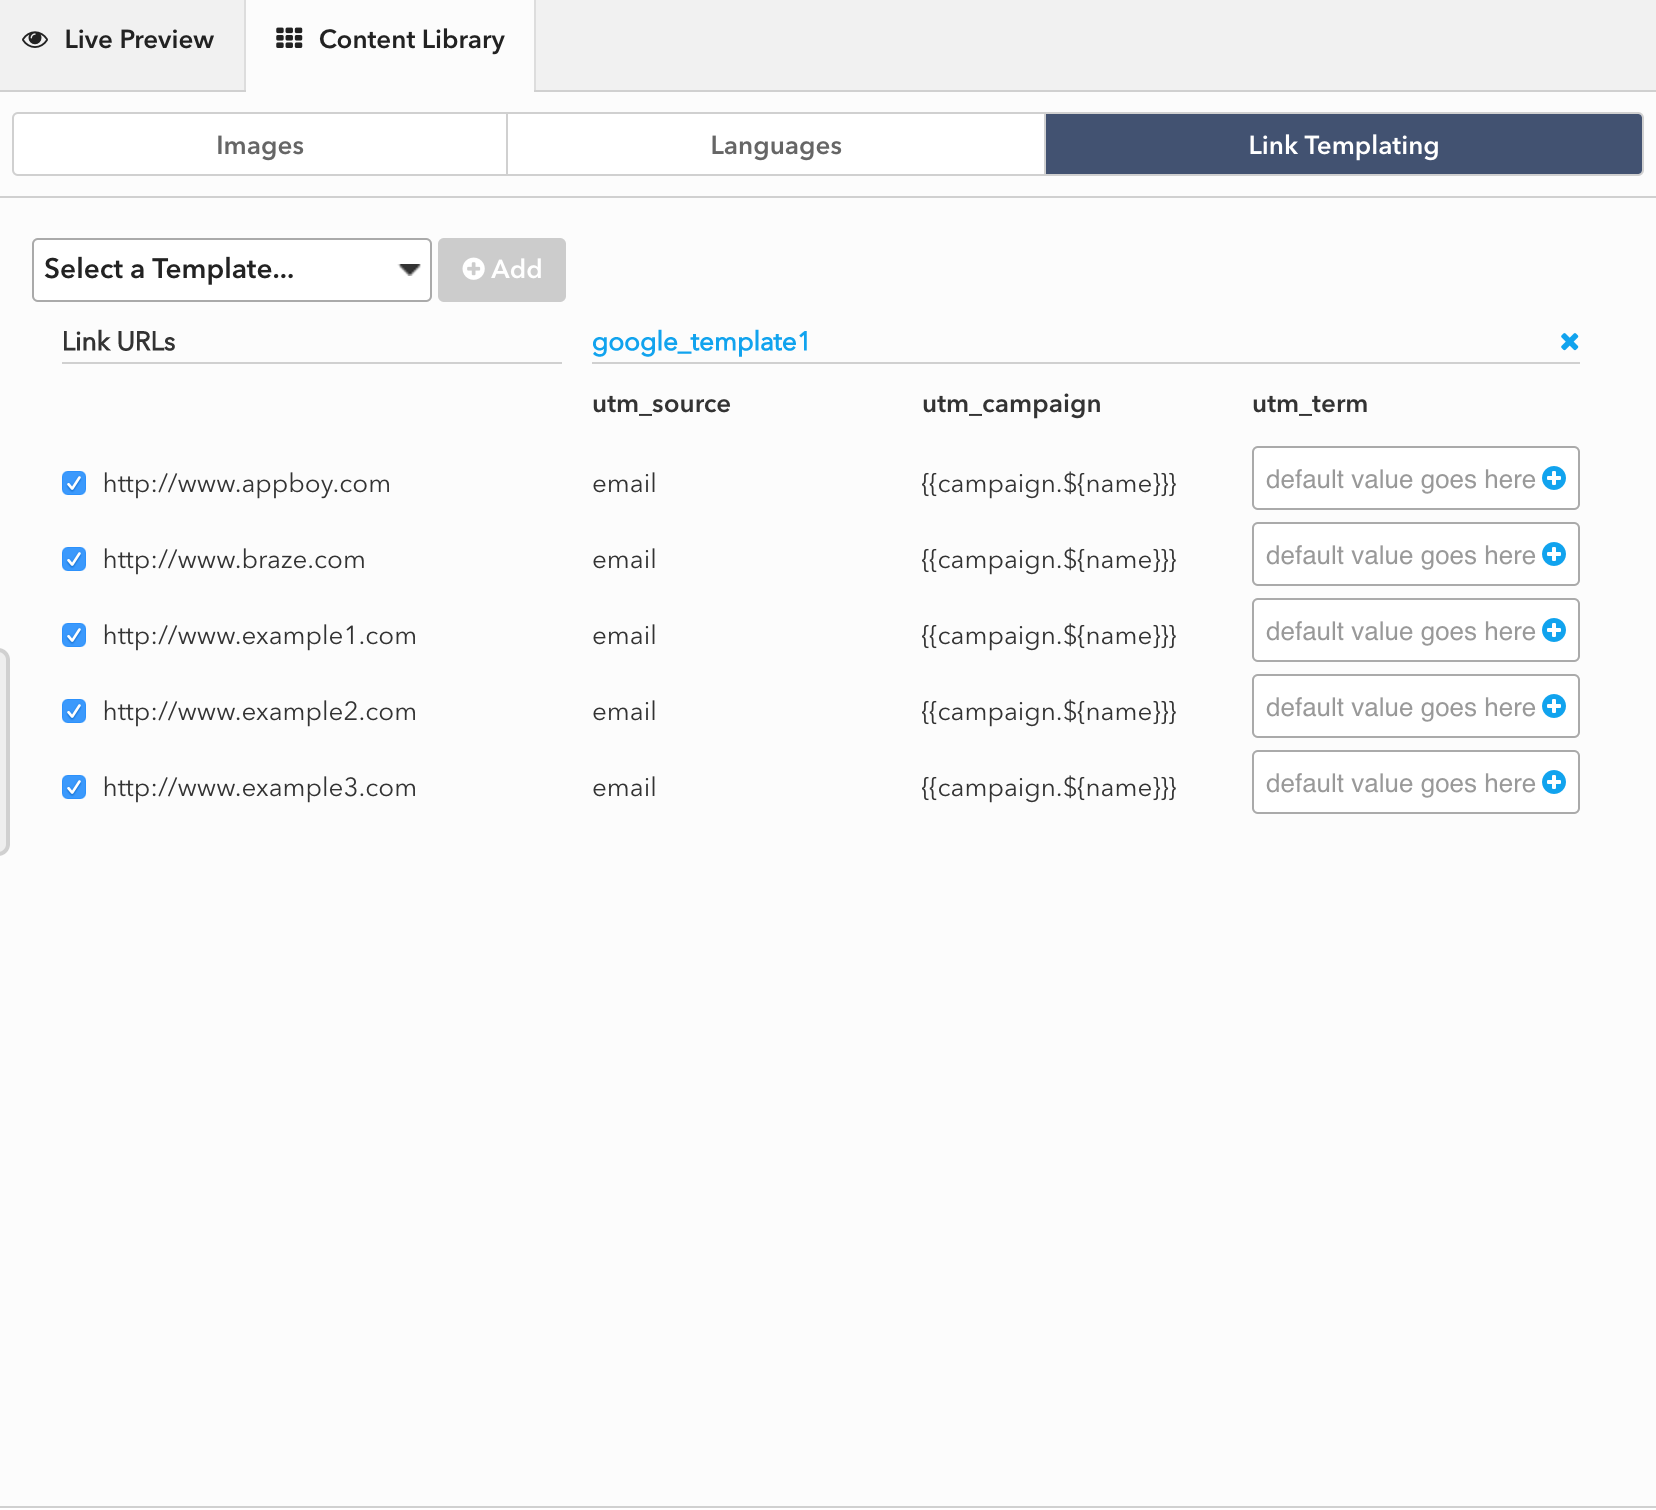 Live Preview
Content Library
Images
Languages
Link Templating
Select a Template...
Add
Link URLs
google_template1
utm_source
utm_campaign
utm_term
http://www.appboy.com
email
{{campaign.${name}}}
default value goes here
http://www.braze.com
email
{{campaign.${name}}}
default value goes here
http://www.example1.com
email
{{campaign.${name}}}
default value goes here
http://www.example2.com
email
{{campaign.${name}}}
default value goes here
http://www.example3.com
email
{{campaign.${name}}}
default value goes here